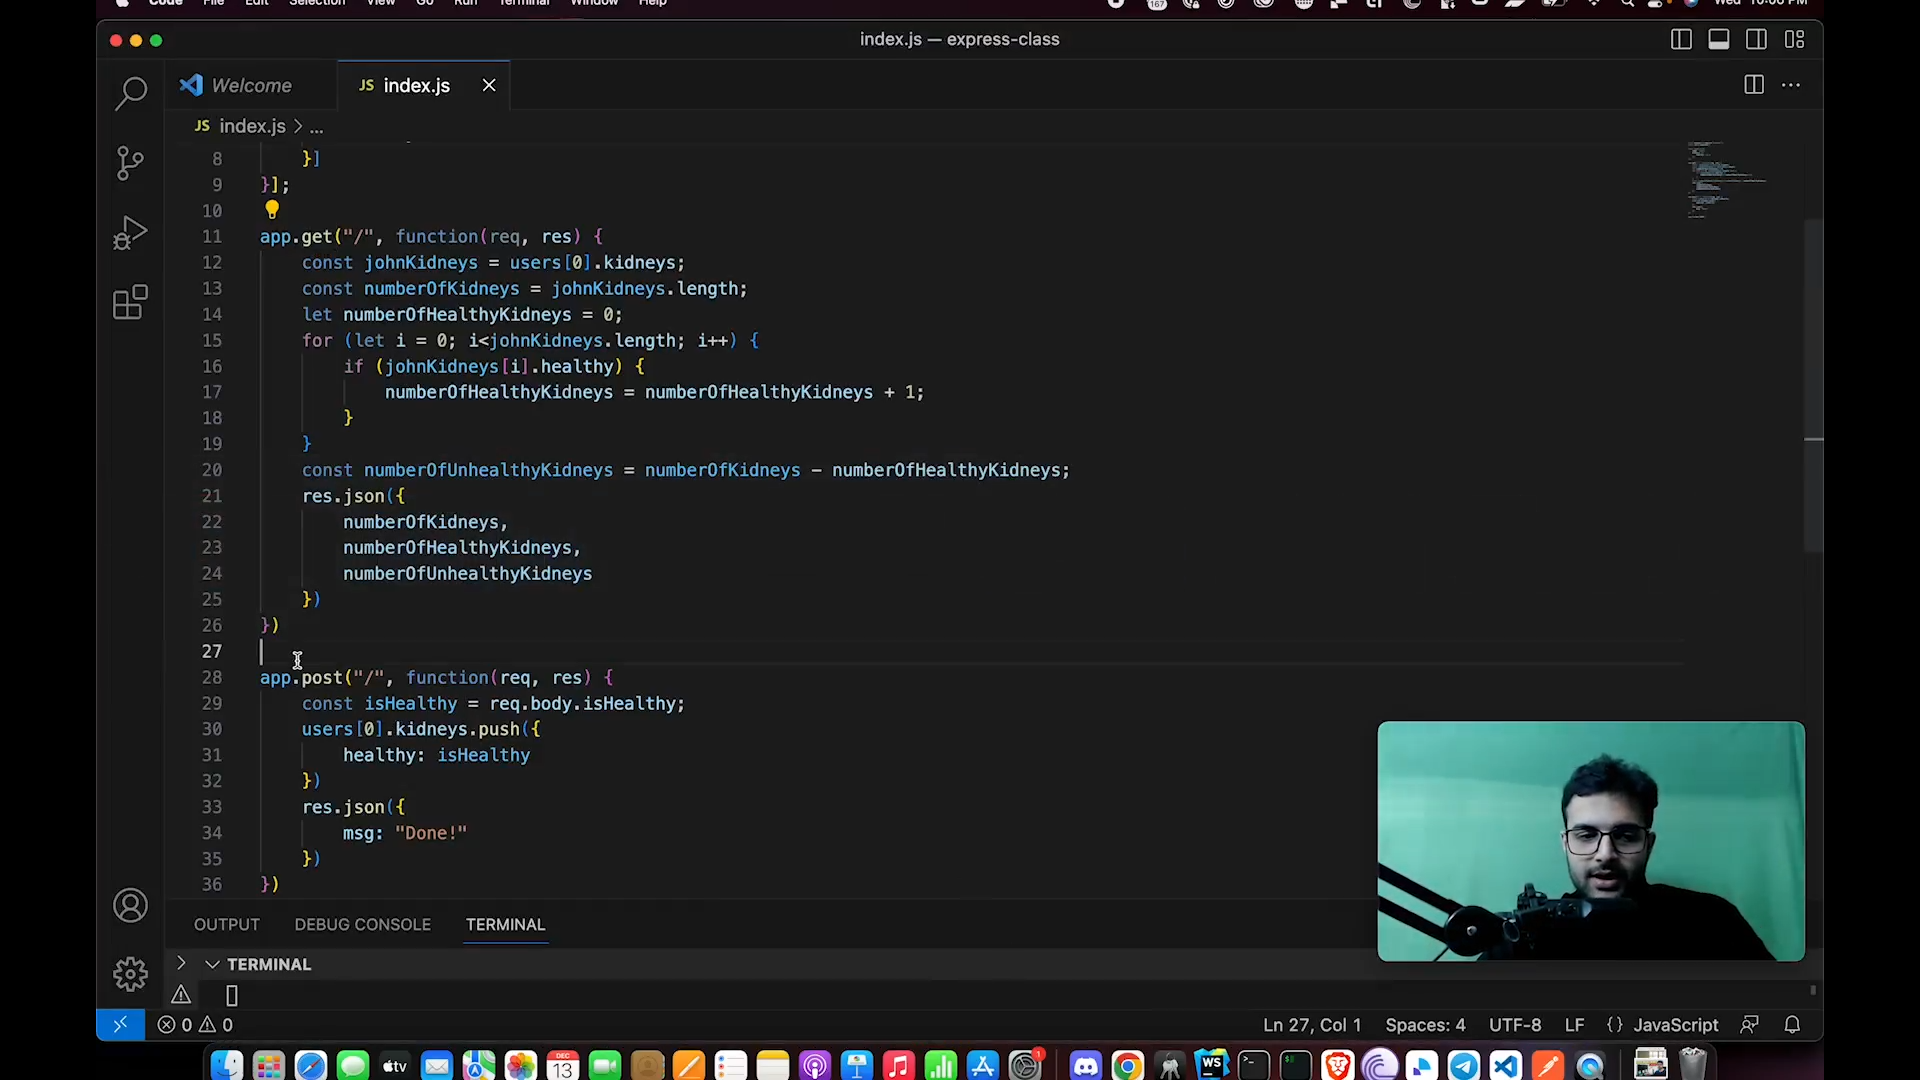 Code File Edit Selection View Go Run Terminal Window Help 167
index.js — express-class
Welcome
JS index.js
JS index.js > ...
8 }]
9 }];
10
11 app.get("/", function(req, res) {
12 const johnKidneys = users[0].kidneys;
13 const numberOfKidneys = johnKidneys.length;
14 let numberOfHealthyKidneys = 0;
15 for (let i = 0; i<johnKidneys.length; i++) {
16 if (johnKidneys[i].healthy) {
17 numberOfHealthyKidneys = numberOfHealthyKidneys + 1;
18 }
19 }
20 const numberOfUnhealthyKidneys = numberOfKidneys - numberOfHealthyKidneys;
21 res.json({
22 numberOfKidneys,
23 numberOfHealthyKidneys,
24 numberOfUnhealthyKidneys
25 })
26 })
27
28 app.post("/", function(req, res) {
29 const isHealthy = req.body.isHealthy;
30 users[0].kidneys.push({
31 healthy: isHealthy
32 })
33 res.json({
34 msg: "Done!"
35 })
36 })
OUTPUT DEBUG CONSOLE TERMINAL
TERMINAL
0 0 Ln 27, Col 1 Spaces: 4 UTF-8 LF {} JavaScript
tv DEC 13 1 WS